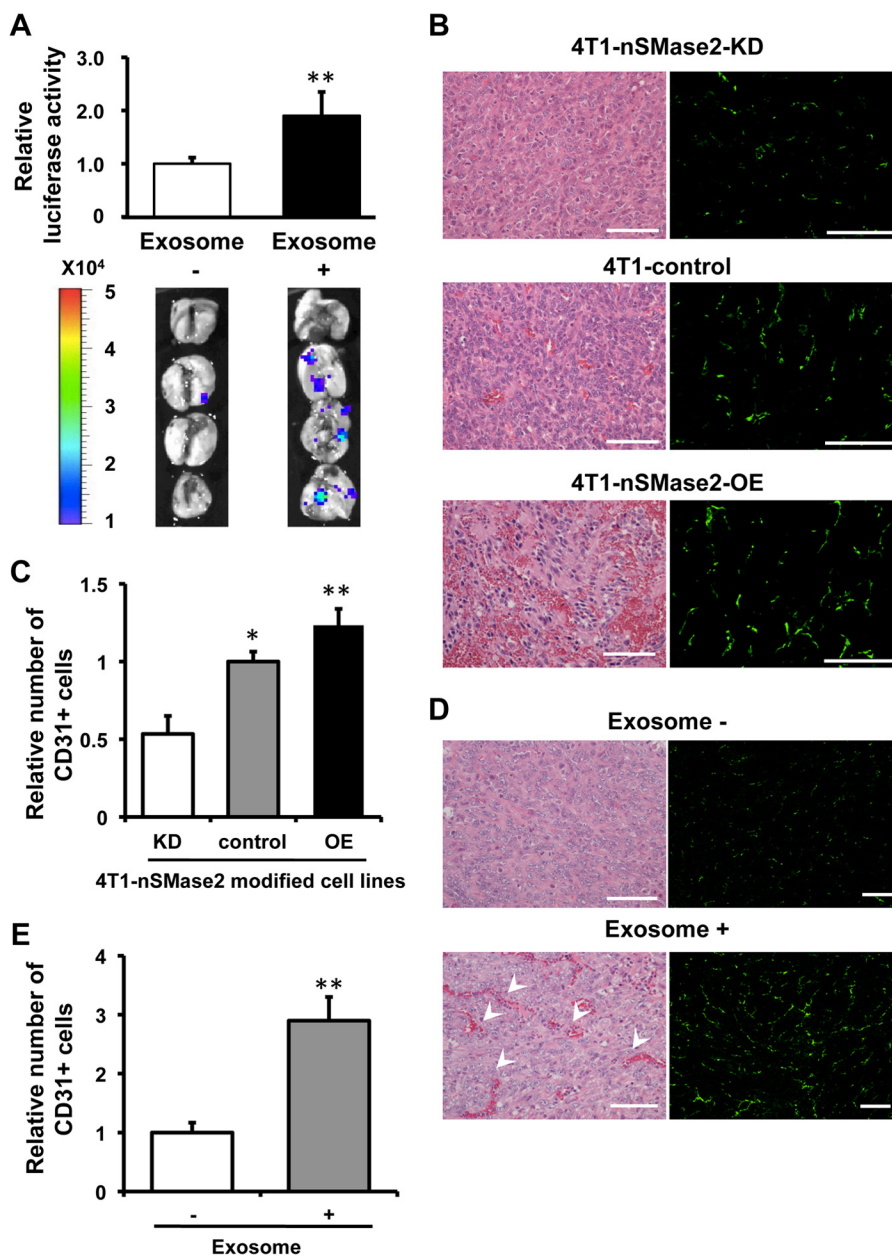 A
3.0
2.0
1.0
0
Relative
luciferase activity
**
Exosome
-
Exosome
+
X10⁴
5
4
3
2
1
B
4T1-nSMase2-KD
4T1-control
4T1-nSMase2-OE
C
1.5
1
0.5
0
Relative number of
CD31+ cells
*
**
KD control OE
4T1-nSMase2 modified cell lines
D
Exosome -
Exosome +
E
4
3
2
1
0
Relative number of
CD31+ cells
**
- +
Exosome